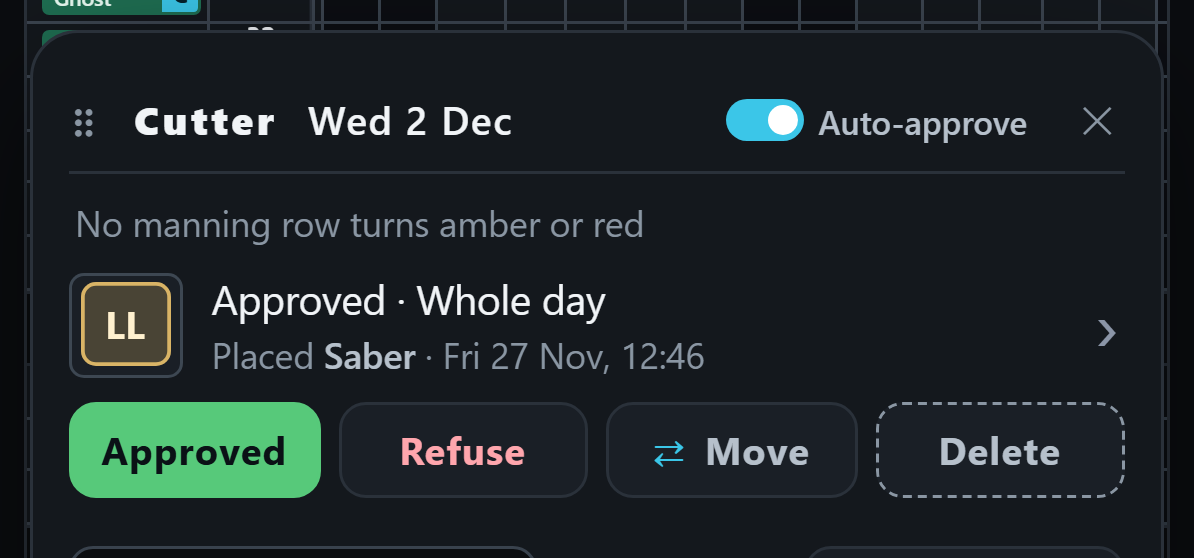 Ghost
Cutter Wed 2 Dec Auto-approve
No manning row turns amber or red
LL
Approved · Whole day
Placed Saber · Fri 27 Nov, 12:46
Approved Refuse Move Delete